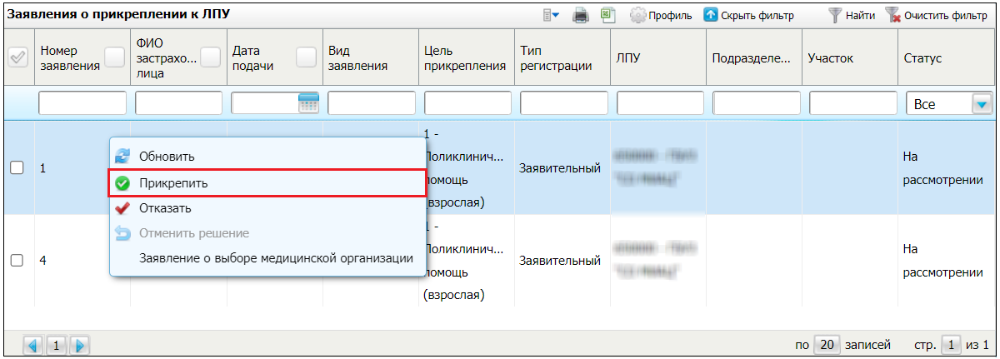 Заявления о прикреплении к ЛПУ
Профиль
Скрыть фильтр
Найти
Очистить фильтр
Номер
заявления
ФИО
застрахо...
лица
Дата
подачи
Вид
заявления
Цель
прикрепления
Тип
регистрации
ЛПУ
Подразделе...
Участок
Статус
Все
1
1 -
Поликлинич...
помощь
(взрослая)
Заявительный
На
рассмотрении
Обновить
Прикрепить
Отказать
Отменить решение
Заявление о выборе медицинской организации
4
1 -
Поликлинич...
помощь
(взрослая)
Заявительный
На
рассмотрении
1
по 20 записей
стр. 1 из 1